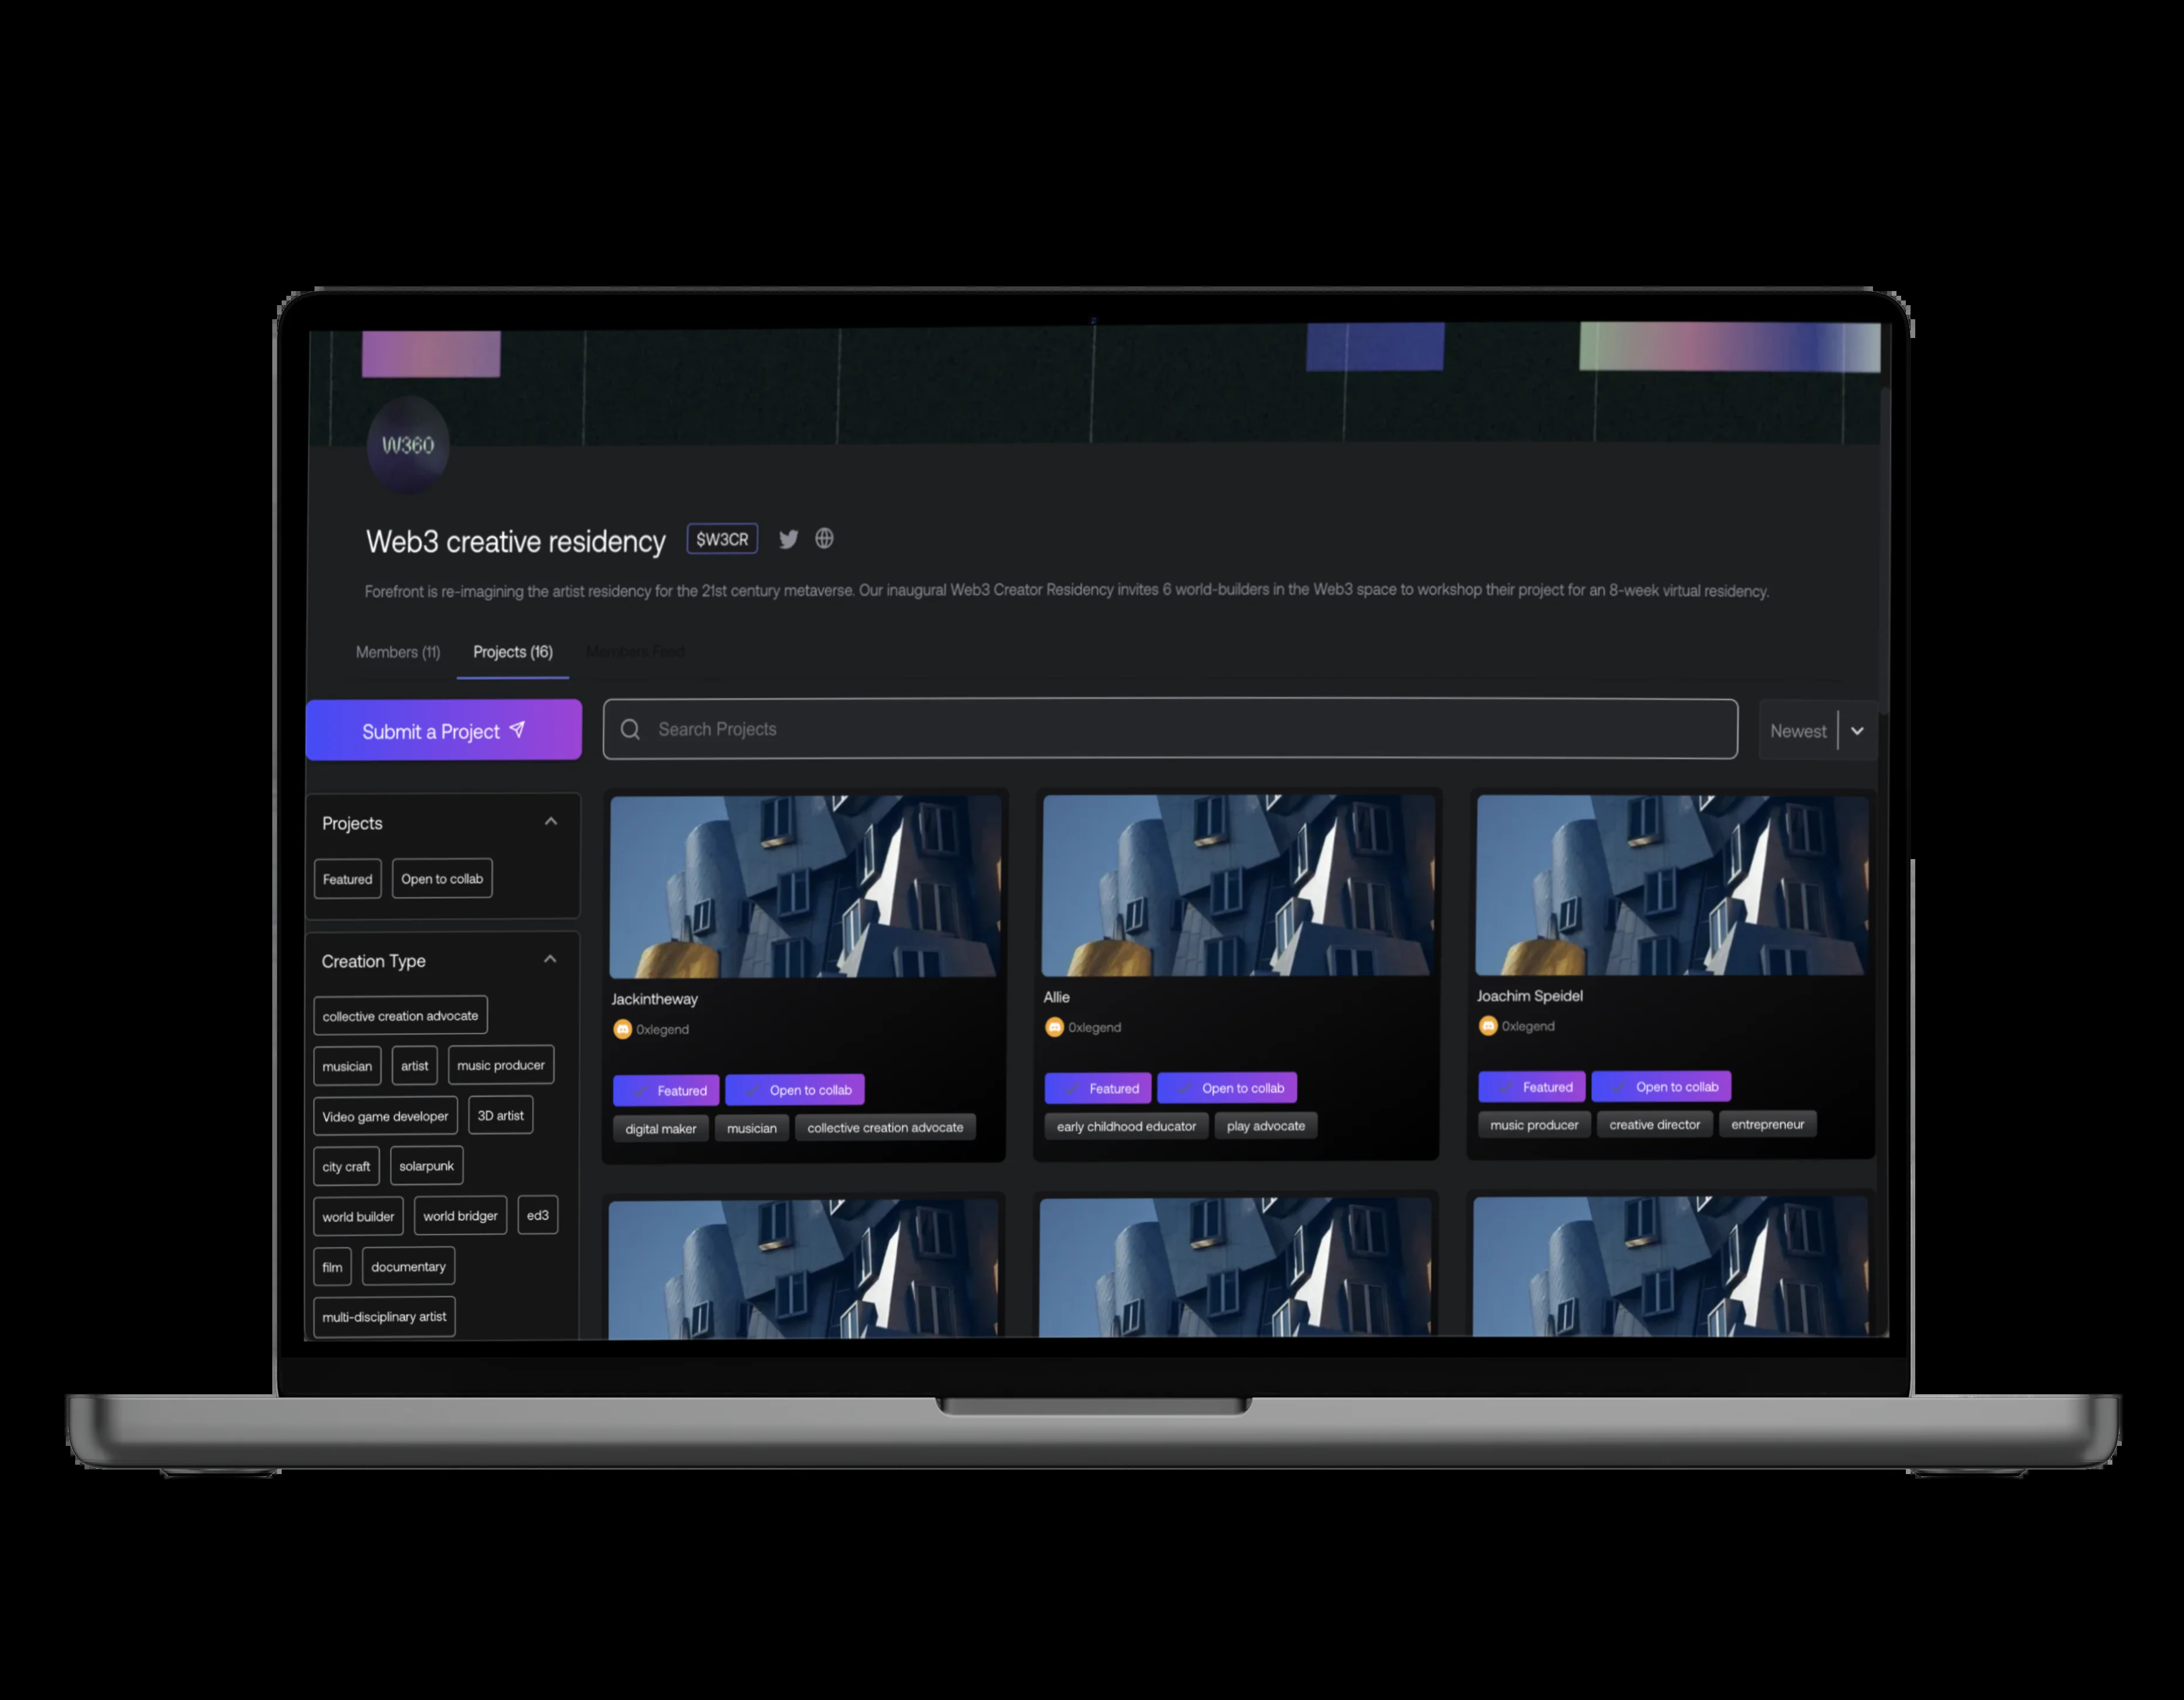 W360
Web3 creative residency $W3CR
Forefront is re-imagining the artist residency for the 21st century metaverse. Our inaugural Web3 Creator Residency invites 6 world-builders in the Web3 space to workshop their project for an 8-week virtual residency.
Members (11) Projects (16) Members Feed
Submit a Project Search Projects Newest
Projects
Featured Open to collab
Creation Type
collective creation advocate
musician artist music producer
Video game developer 3D artist
city craft solarpunk
world builder world bridger ed3
film documentary
multi-disciplinary artist
Jackintheway
0xlegend
Featured Open to collab
digital maker musician collective creation advocate
Allie
0xlegend
Featured Open to collab
early childhood educator play advocate
Joachim Speidel
0xlegend
Featured Open to collab
music producer creative director entrepreneur